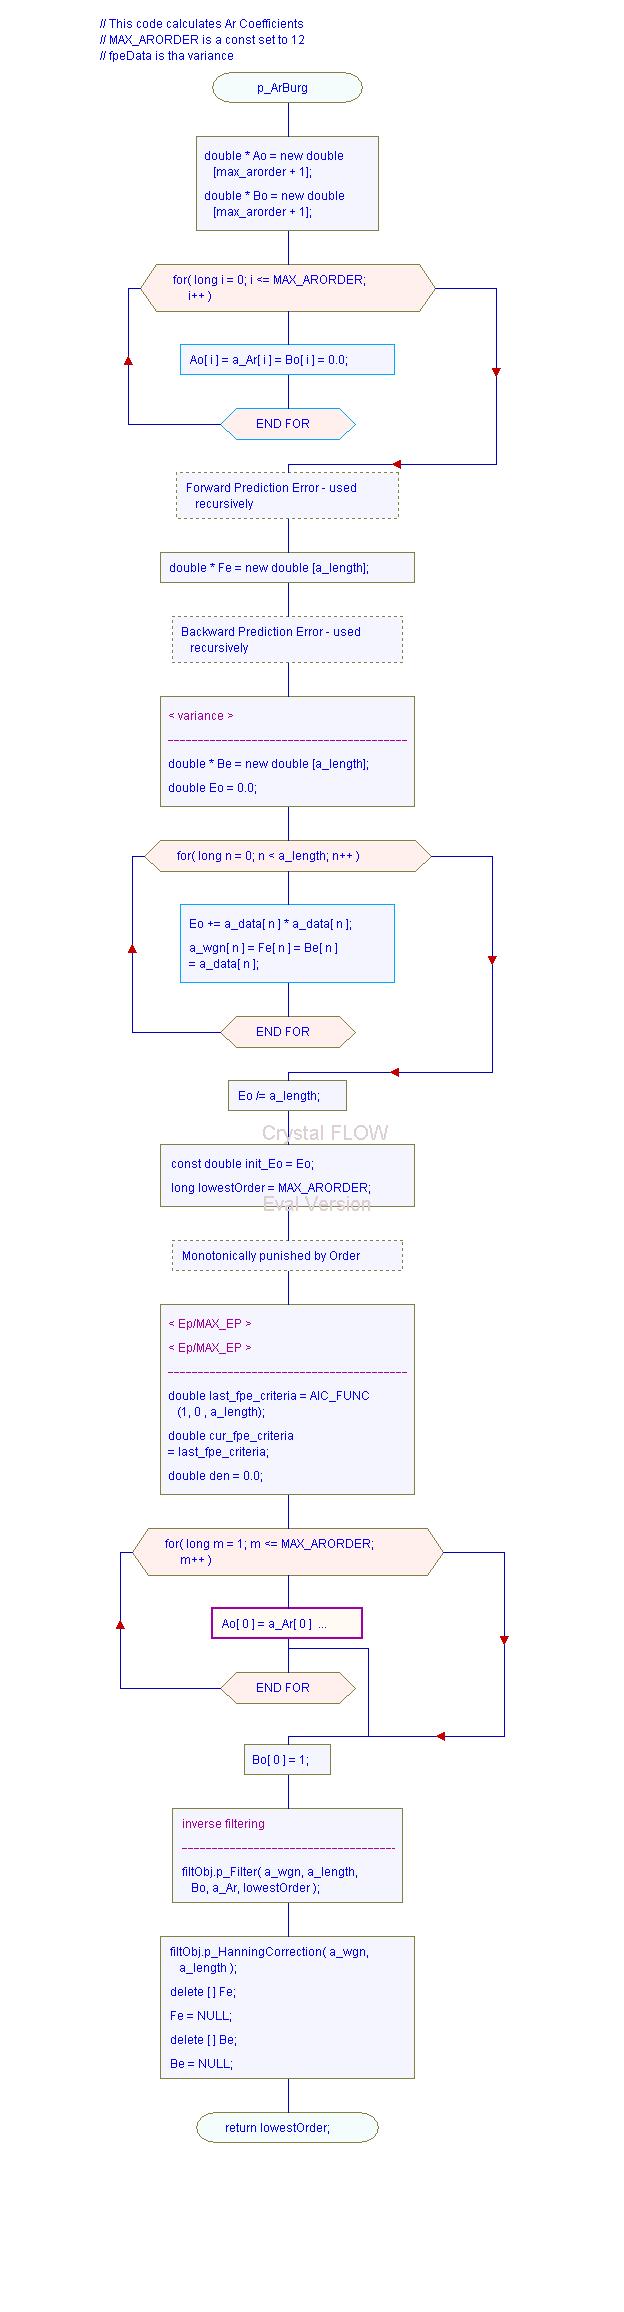 // This code calculates Ar Coefficients
// MAX_ARORDER is a const set to 12
// fpeData is tha variance
p_ArBurg
double * Ao = new double
[max_arorder + 1];
double * Bo = new double
[max_arorder + 1];
for( long i = 0; i <= MAX_ARORDER;
i++ )
Ao[ i ] = a_Ar[ i ] = Bo[ i ] = 0.0;
END FOR
Forward Prediction Error - used
recursively
double * Fe = new double [a_length];
Backward Prediction Error - used
recursively
< variance >
double * Be = new double [a_length];
double Eo = 0.0;
for( long n = 0; n < a_length; n++ )
Eo += a_data[ n ] * a_data[ n ];
a_wgn[ n ] = Fe[ n ] = Be[ n ]
= a_data[ n ];
END FOR
Eo /= a_length;
Crystal FLOW
const double init_Eo = Eo;
long lowestOrder = MAX_ARORDER;
Eval Version
Monotonically punished by Order
< Ep/MAX_EP >
< Ep/MAX_EP >
double last_fpe_criteria = AIC_FUNC
(1, 0 , a_length);
double cur_fpe_criteria
= last_fpe_criteria;
double den = 0.0;
for( long m = 1; m <= MAX_ARORDER;
m++ )
Ao[ 0 ] = a_Ar[ 0 ] ...
END FOR
Bo[ 0 ] = 1;
inverse filtering
filtObj.p_Filter( a_wgn, a_length,
Bo, a_Ar, lowestOrder );
filtObj.p_HanningCorrection( a_wgn,
a_length );
delete [ ] Fe;
Fe = NULL;
delete [ ] Be;
Be = NULL;
return lowestOrder;